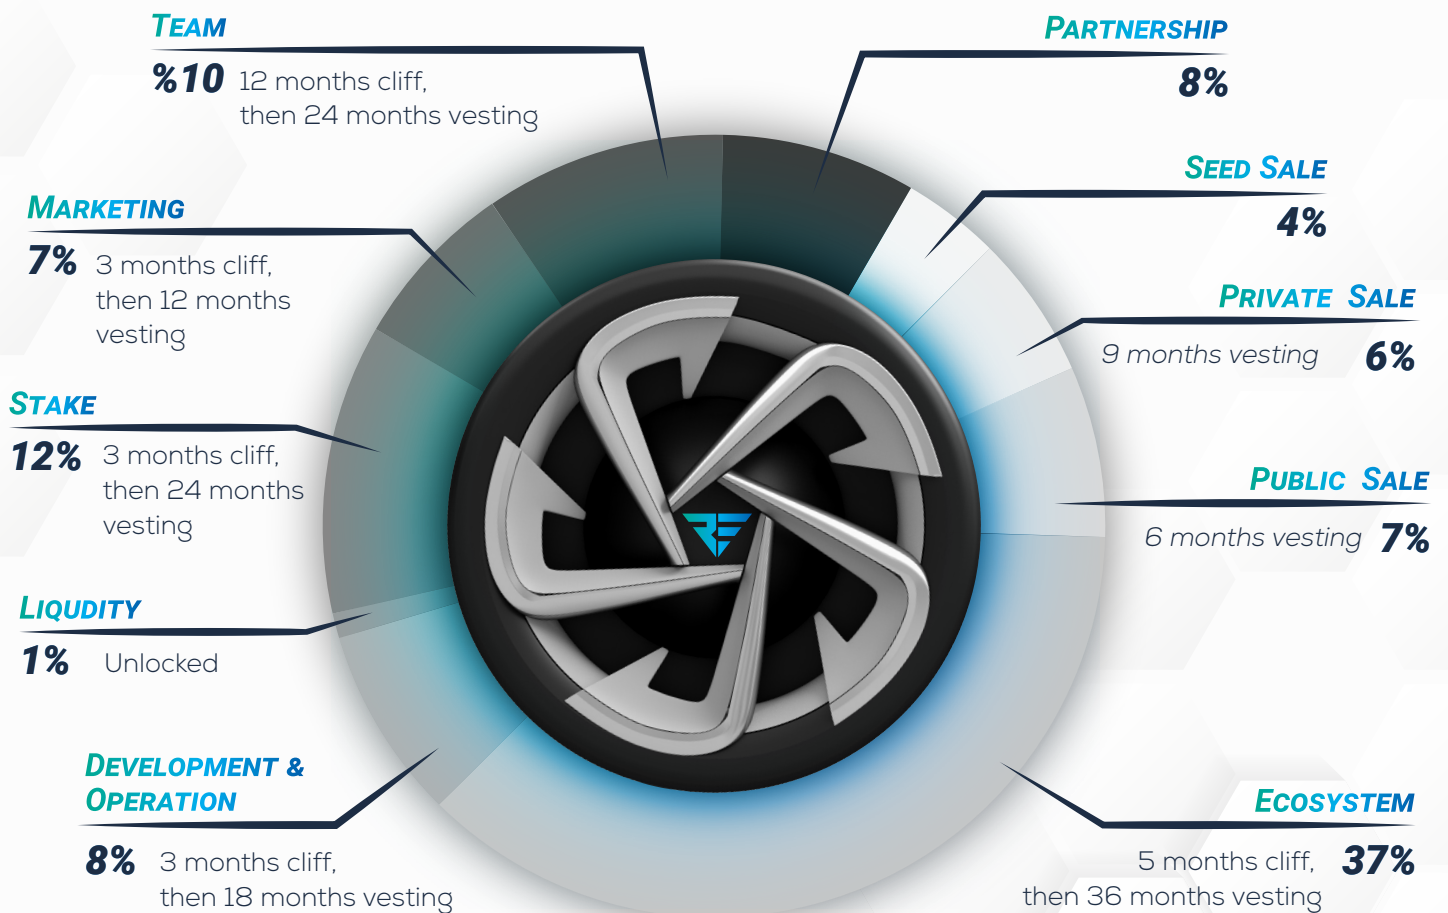 TEAM
%10 12 months cliff,
then 24 months vesting
PARTNERSHIP
8%
SEED SALE
4%
MARKETING
7% 3 months cliff,
then 12 months
vesting
PRIVATE SALE
9 months vesting 6%
STAKE
12% 3 months cliff,
then 24 months
vesting
PUBLIC SALE
6 months vesting 7%
LIQUDITY
1% Unlocked
DEVELOPMENT &
OPERATION
8% 3 months cliff,
then 18 months vesting
ECOSYSTEM
5 months cliff, 37%
then 36 months vesting